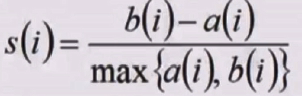 s(i) = b(i) – a(i) / max {a(i), b(i)}